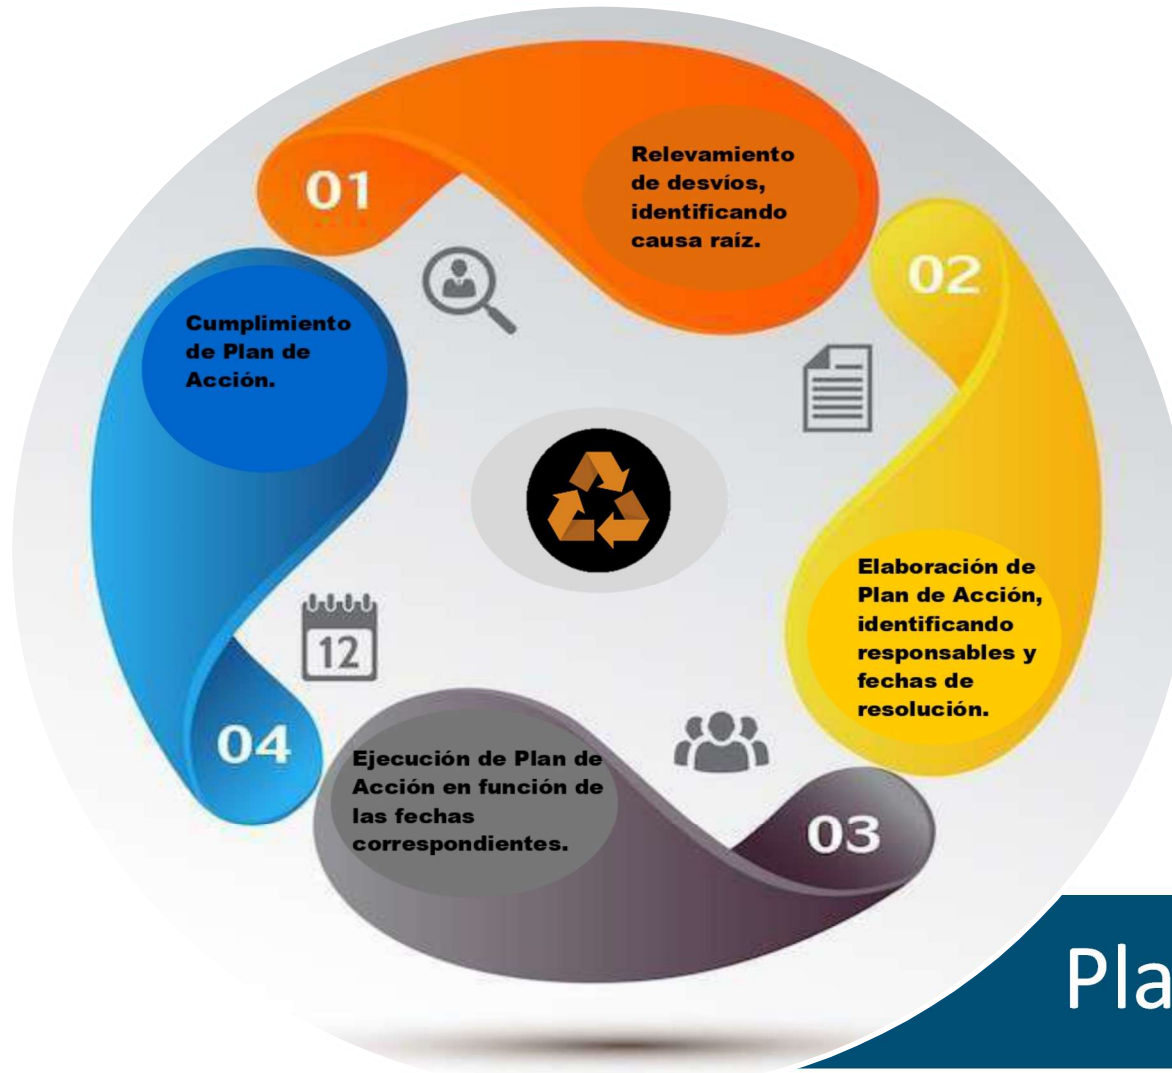 01
Relevamiento
de desvíos,
identificando
causa raíz.
02
Elaboración de
Plan de Acción,
identificando
responsables y
fechas de
resolución.
03
Ejecución de Plan de
Acción en función de
las fechas
correspondientes.
04
Cumplimiento
de Plan de
Acción.
12
Pla